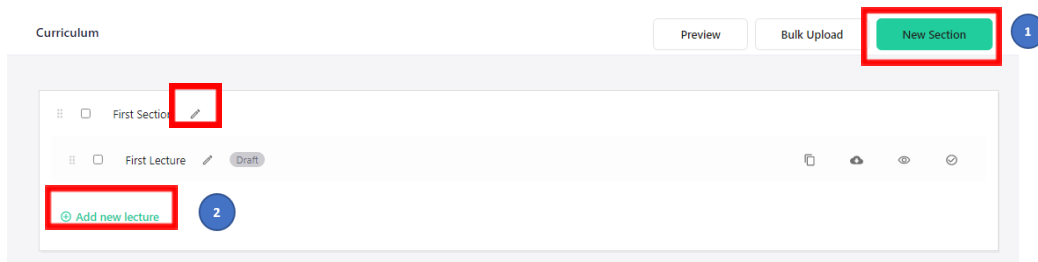 Curriculum
Preview
Bulk Upload
New Section
1
First Section
First Lecture
Draft
Add new lecture
2